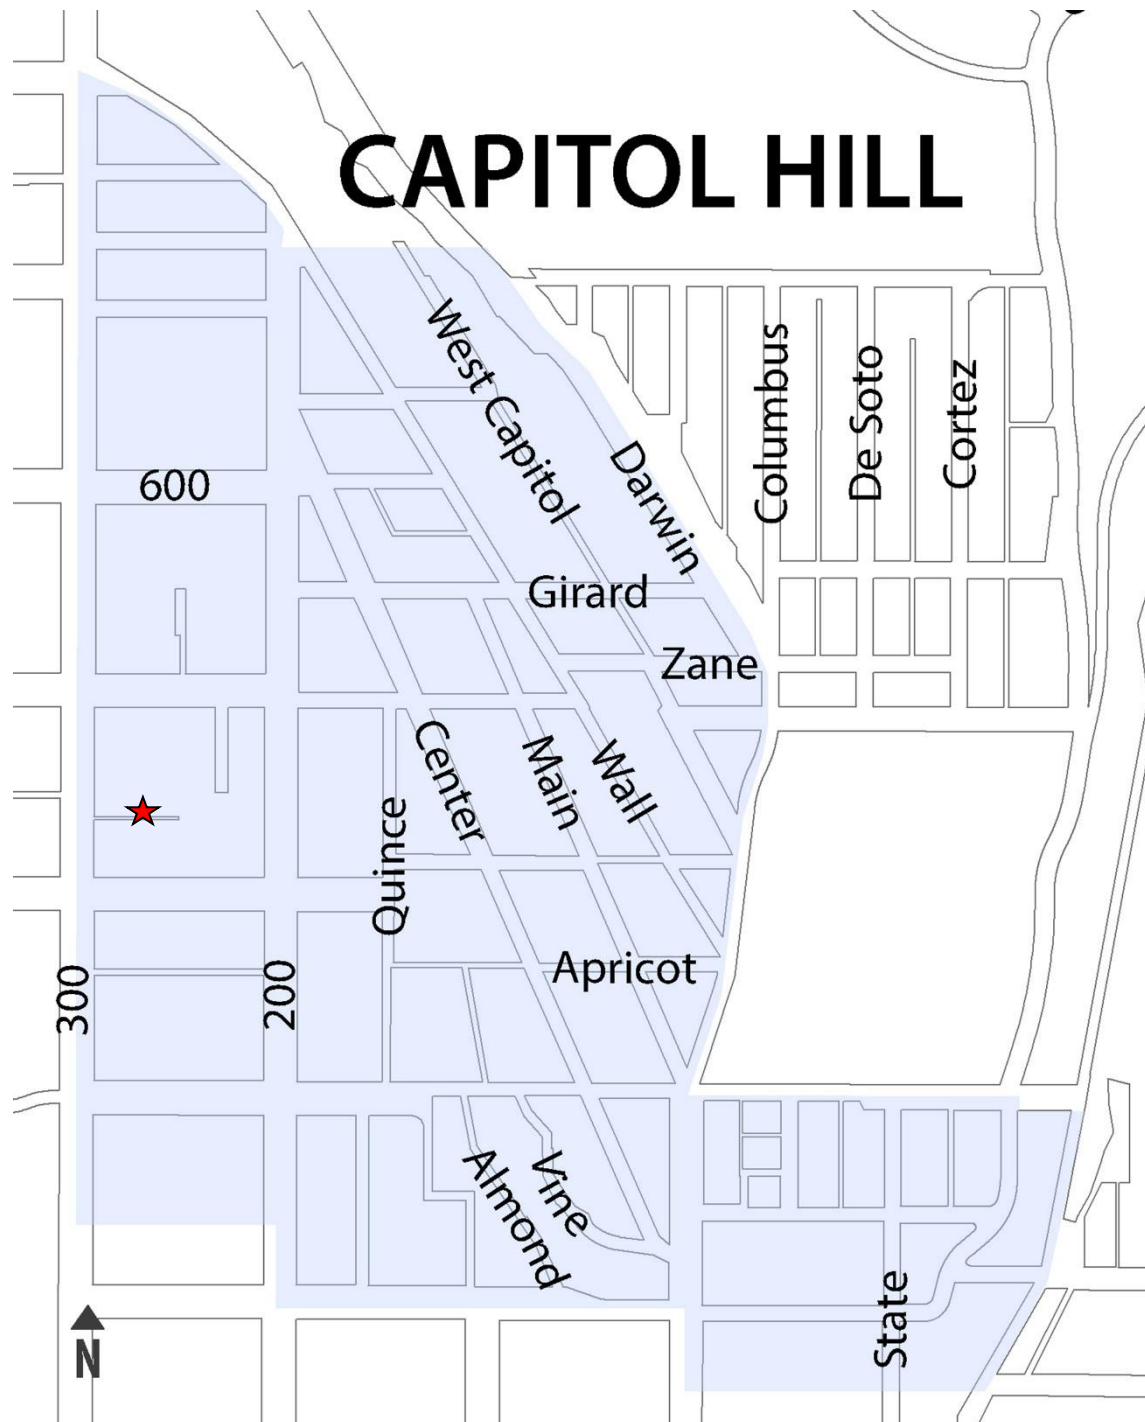 CAPITOL HILL
West Capitol
Columbus
De Soto
Cortez
Darwin
600
Girard
Zane
Center
Main
Wall
Quince
Apricot
300
200
Almond
Vine
State
N